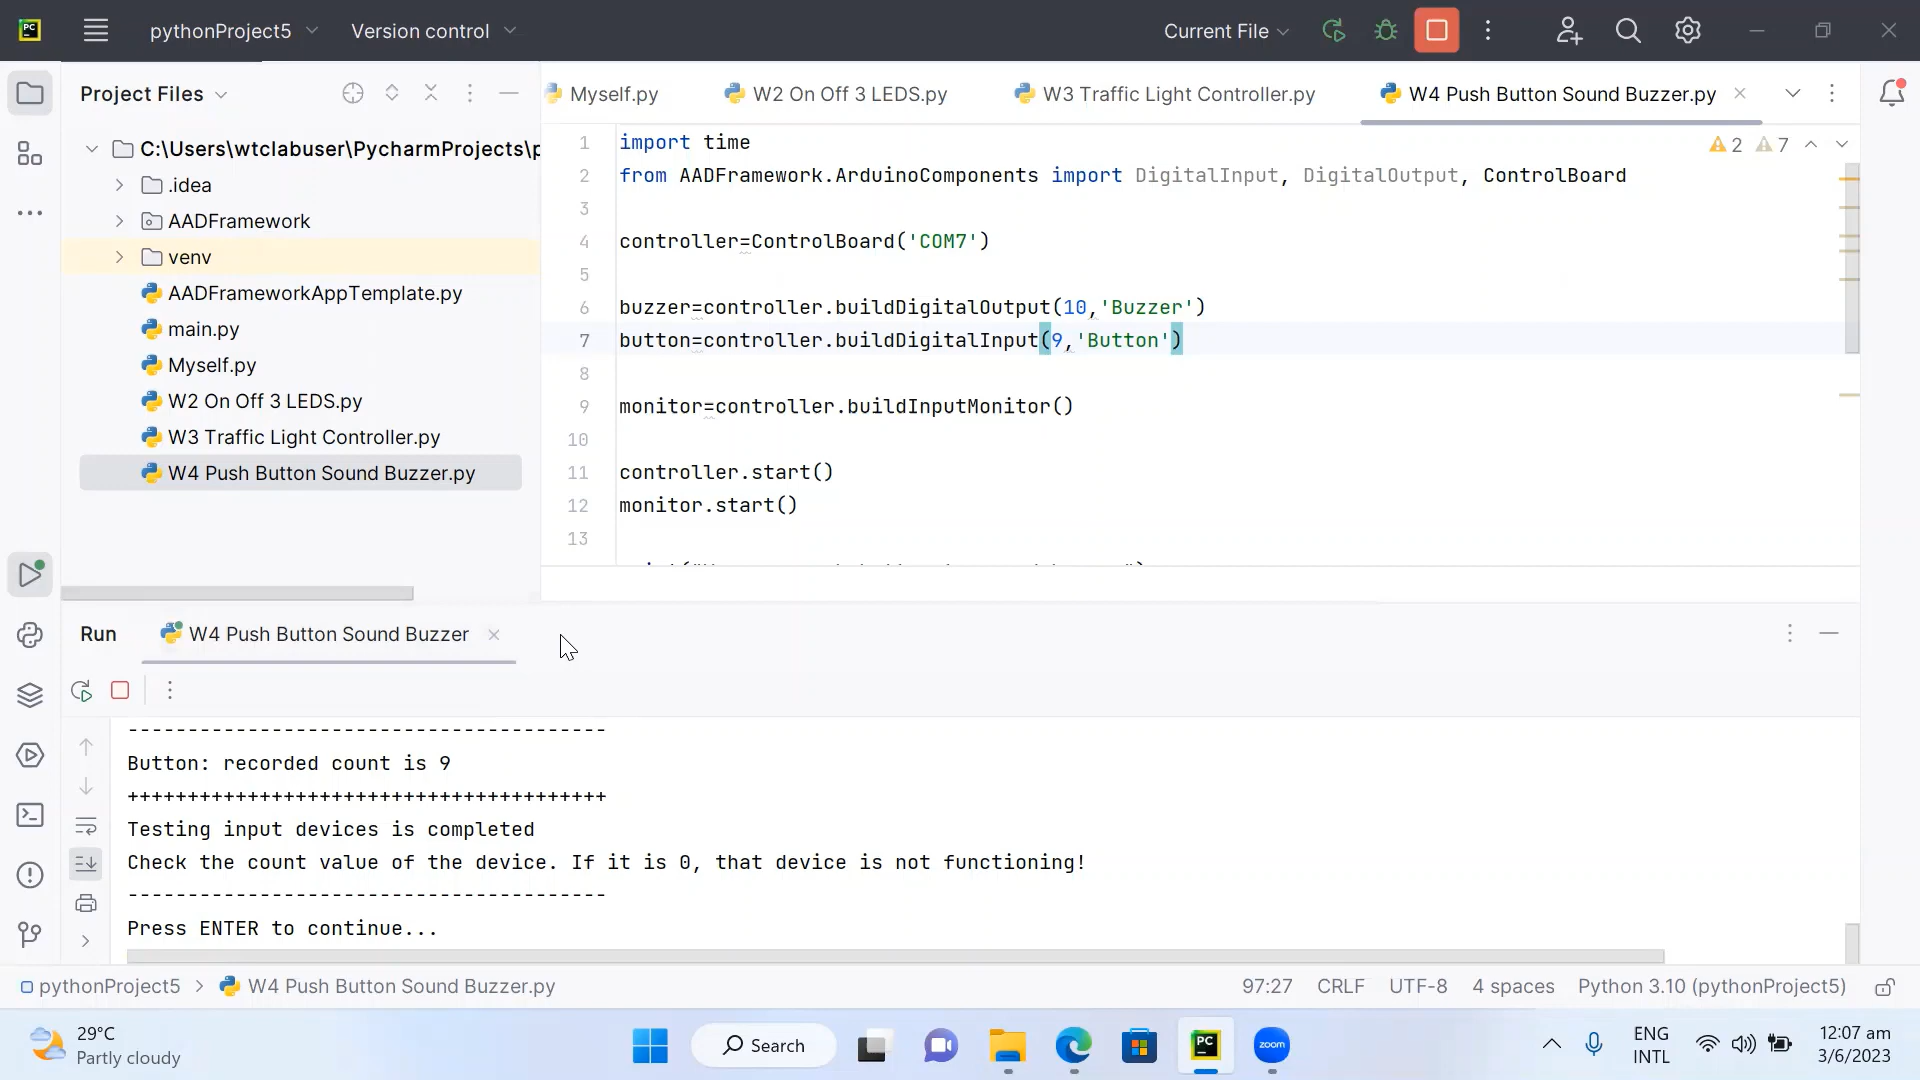 PC
pythonProject5
Version control
Current File
Project Files
Myself.py
W2 On Off 3 LEDS.py
W3 Traffic Light Controller.py
W4 Push Button Sound Buzzer.py
C:\Users\wtclabuser\PycharmProjects\p
.idea
AADFramework
venv
AADFrameworkAppTemplate.py
main.py
Myself.py
W2 On Off 3 LEDS.py
W3 Traffic Light Controller.py
W4 Push Button Sound Buzzer.py
2 7
1 import time
2 from AADFramework.ArduinoComponents import DigitalInput, DigitalOutput, ControlBoard
3
4 controller=ControlBoard('COM7')
5
6 buzzer=controller.buildDigitalOutput(10,'Buzzer')
7 button=controller.buildDigitalInput(9,'Button')
8
9 monitor=controller.buildInputMonitor()
10
11 controller.start()
12 monitor.start()
13
Run
W4 Push Button Sound Buzzer
----------------------------------------
Button: recorded count is 9
++++++++++++++++++++++++++++++++++++++++
Testing input devices is completed
Check the count value of the device. If it is 0, that device is not functioning!
----------------------------------------
Press ENTER to continue...
pythonProject5 > W4 Push Button Sound Buzzer.py
97:27 CRLF UTF-8 4 spaces Python 3.10 (pythonProject5)
29°C
Partly cloudy
Search
PC
zoom
ENG
INTL
12:07 am
3/6/2023